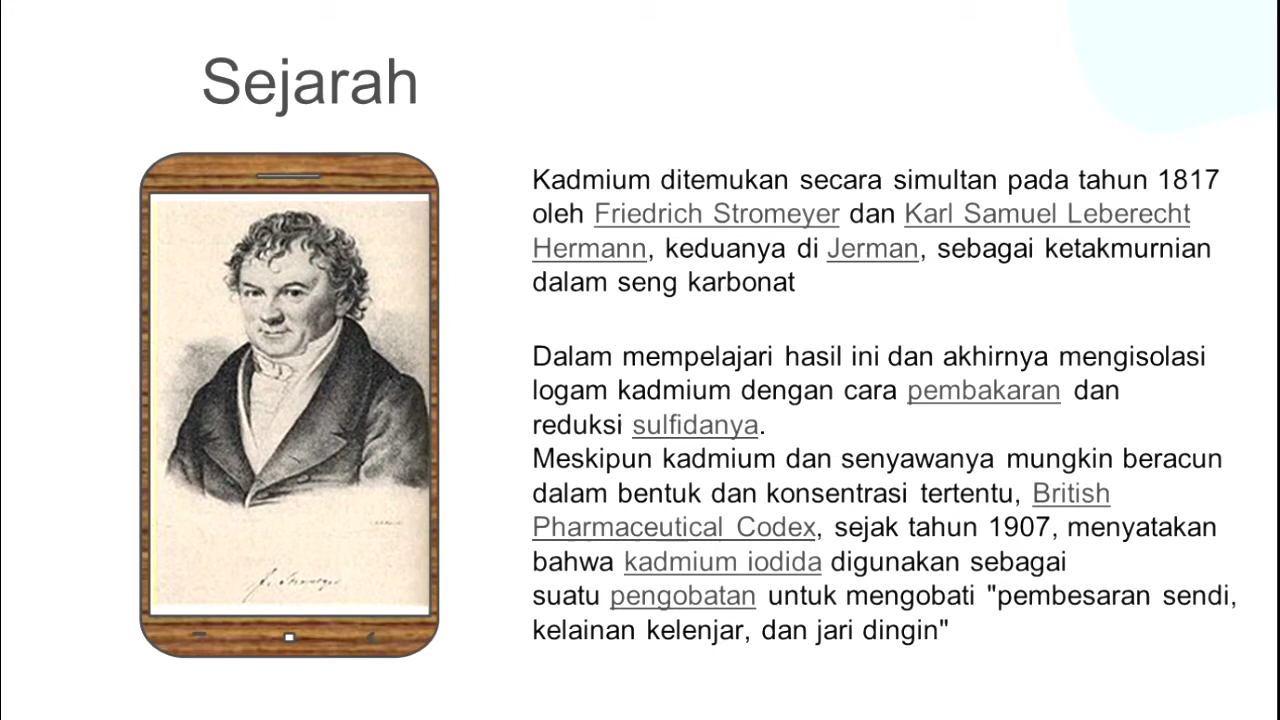 Sejarah
Kadmium ditemukan secara simultan pada tahun 1817
oleh Friedrich Stromeyer dan Karl Samuel Leberecht
Hermann, keduanya di Jerman, sebagai ketakmurnian
dalam seng karbonat
Dalam mempelajari hasil ini dan akhirnya mengisolasi
logam kadmium dengan cara pembakaran dan
reduksi sulfidanya.
Meskipun kadmium dan senyawanya mungkin beracun
dalam bentuk dan konsentrasi tertentu, British
Pharmaceutical Codex, sejak tahun 1907, menyatakan
bahwa kadmium iodida digunakan sebagai
suatu pengobatan untuk mengobati "pembesaran sendi,
kelainan kelenjar, dan jari dingin"